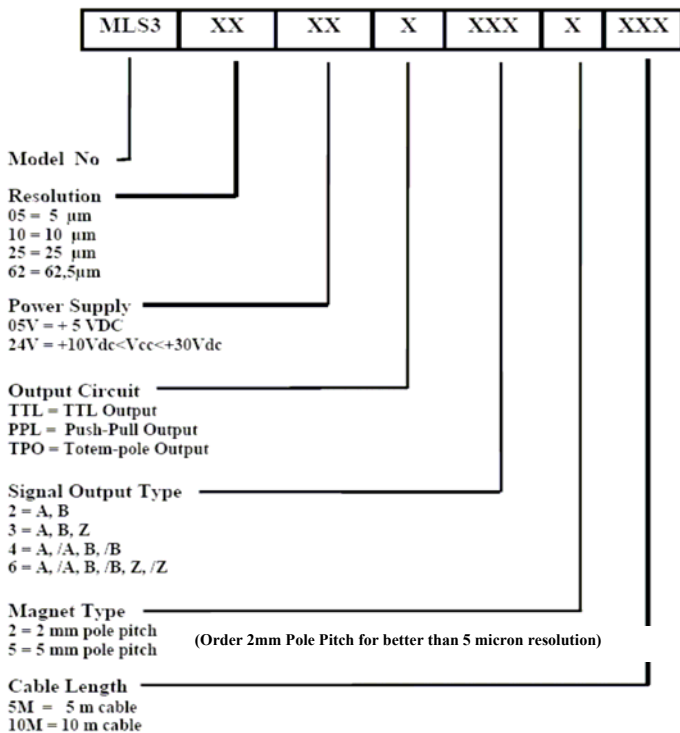 MLS3 XX XX X XXX X XXX
Model No
Resolution
05 = 5 µm
10 = 10 µm
25 = 25 µm
62 = 62,5µm
Power Supply
05V = + 5 VDC
24V = +10Vdc<Vcc<+30Vdc
Output Circuit
TTL = TTL Output
PPL = Push-Pull Output
TPO = Totem-pole Output
Signal Output Type
2 = A, B
3 = A, B, Z
4 = A, /A, B, /B
6 = A, /A, B, /B, Z, /Z
Magnet Type
2 = 2 mm pole pitch
(Order 2mm Pole Pitch for better than 5 micron resolution)
5 = 5 mm pole pitch
Cable Length
5M = 5 m cable
10M = 10 m cable